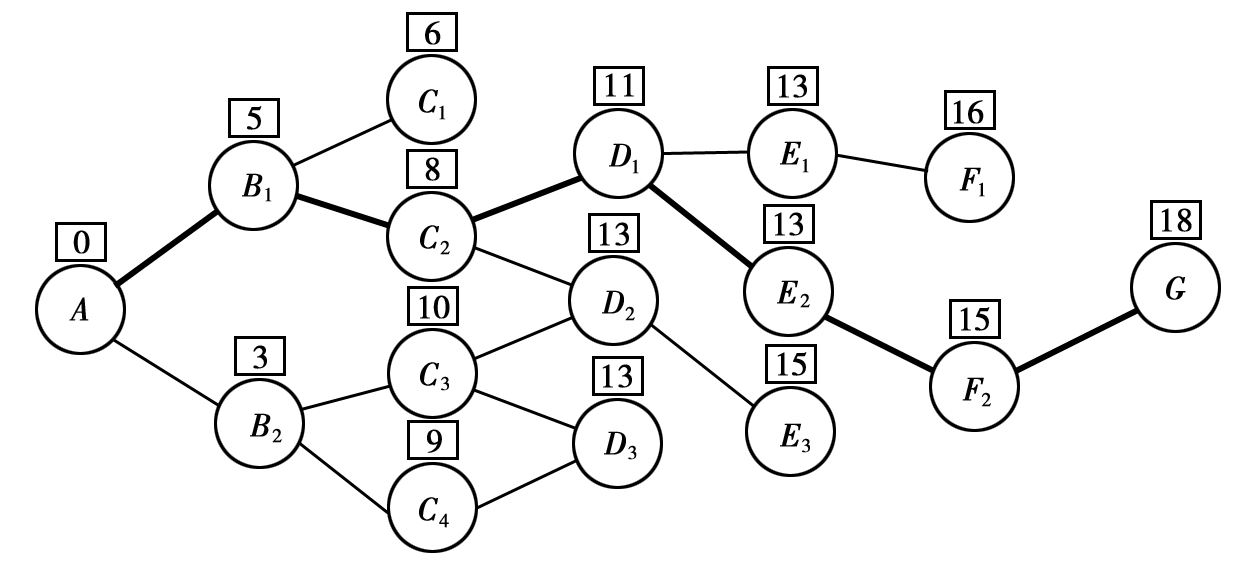 0
A
5
B₁
3
B₂
6
C₁
8
C₂
10
C₃
9
C₄
11
D₁
13
D₂
13
D₃
13
E₁
13
E₂
15
E₃
16
F₁
15
F₂
18
G